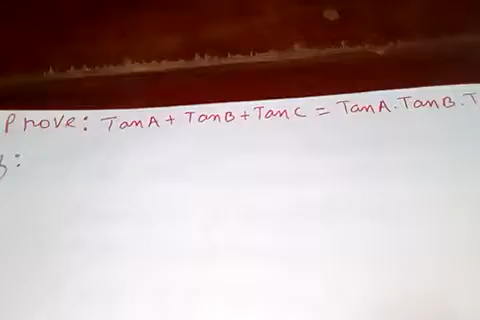 Prove: TanA + TanB + TanC = TanA.TanB.T
: